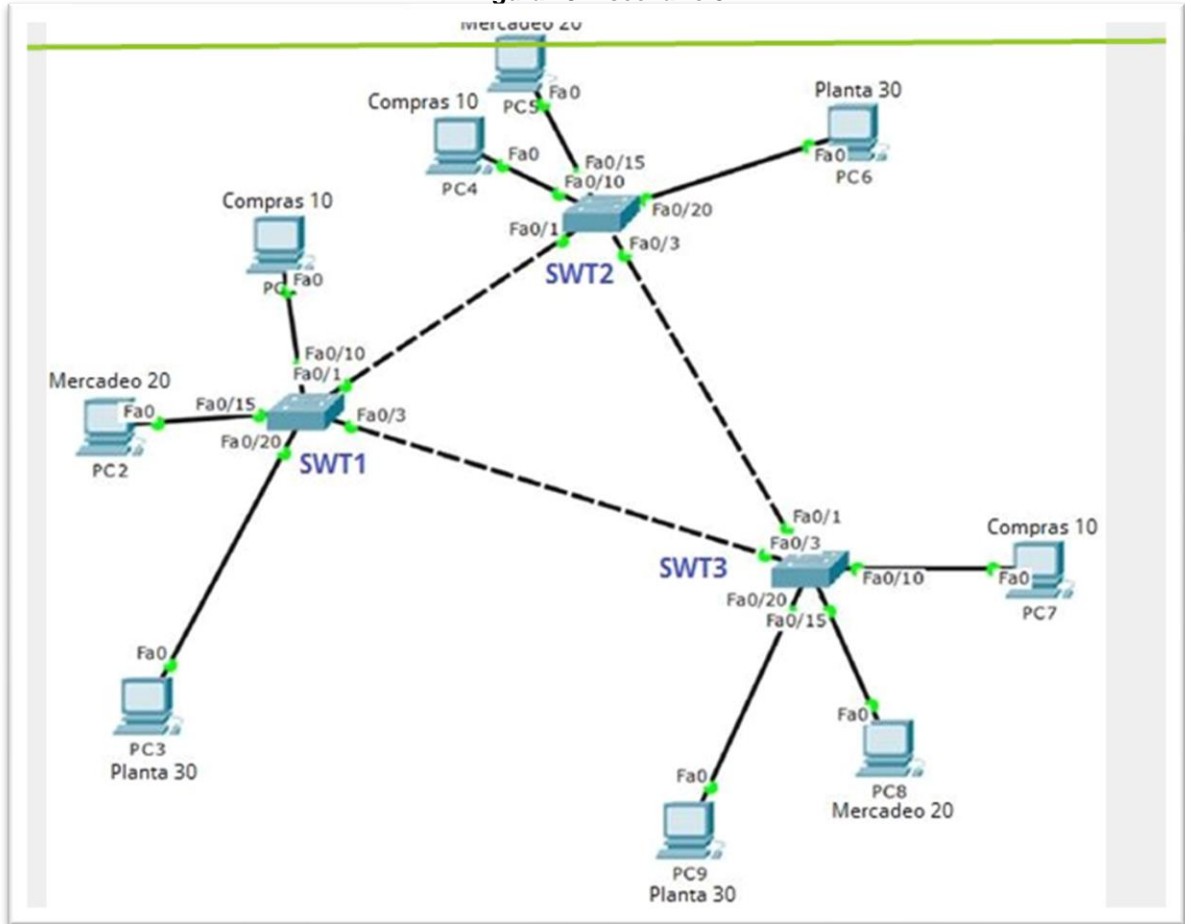 Mercadeo 20
PC5
Fa0
Compras 10
PC4
Fa0
Planta 30
Fa0
PC6
Fa0/15
Fa0/10
Fa0/20
Fa0/1
Fa0/3
SWT2
Compras 10
Fa0
Fa0/10
Fa0/1
Mercadeo 20
Fa0
PC2
Fa0/15
Fa0/3
Fa0/20
SWT1
Fa0
PC3
Planta 30
Fa0/1
Fa0/3
SWT3
Fa0/10
Compras 10
Fa0
PC7
Fa0/20
Fa0/15
Fa0
PC8
Mercadeo 20
Fa0
PC9
Planta 30